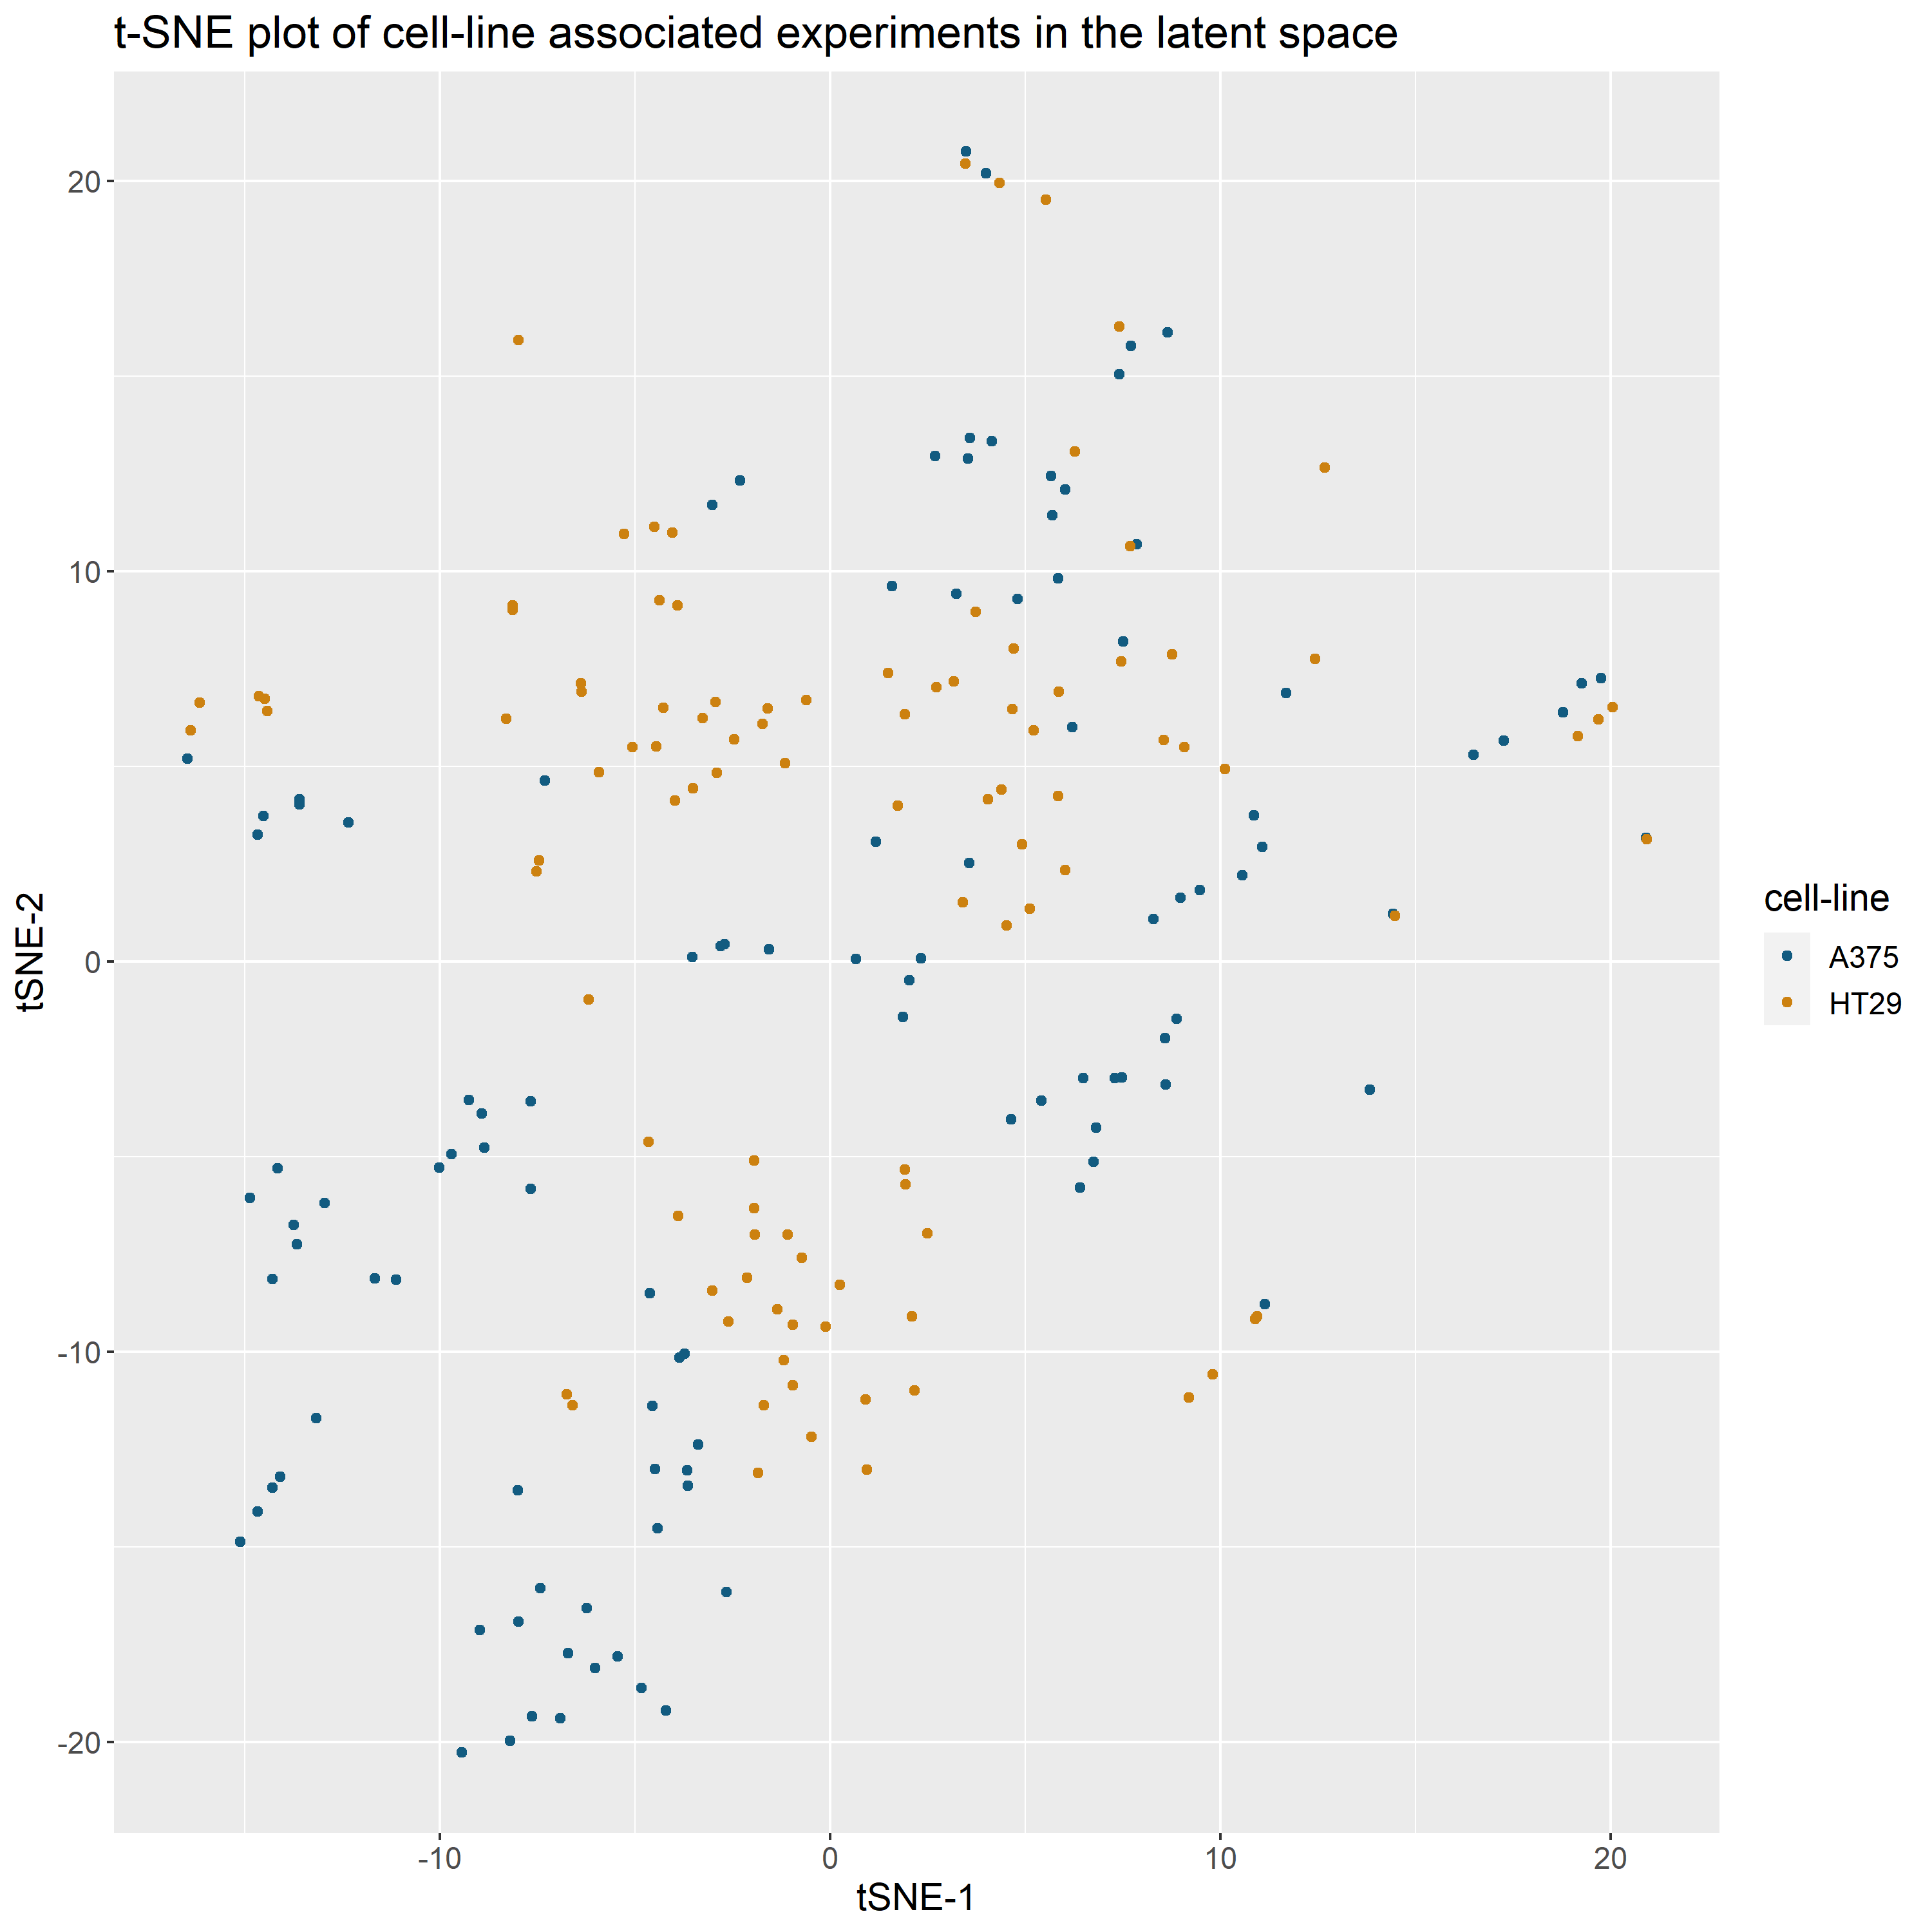 t-SNE plot of cell-line associated experiments in the latent space
20
10
0
-10
-20
tSNE-2
-10
0
10
20
tSNE-1
cell-line
A375
HT29